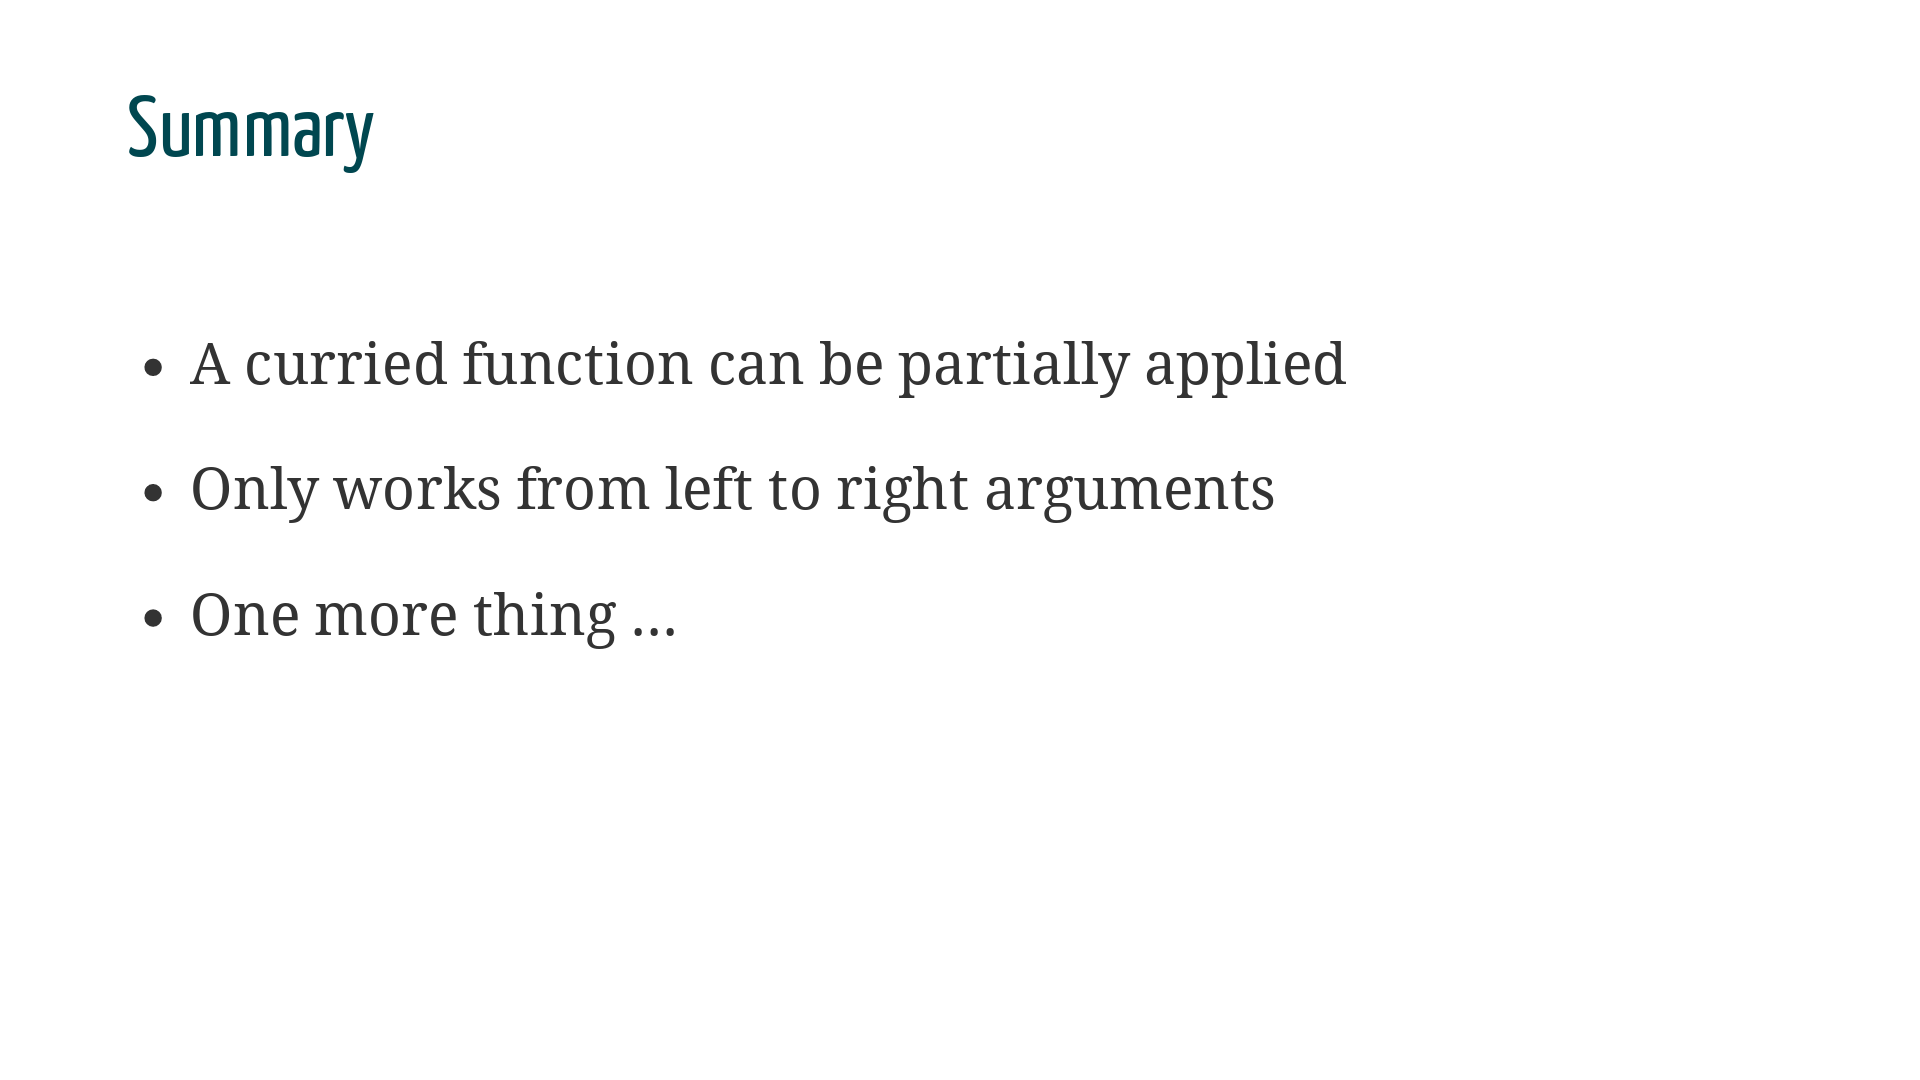 Summary
• A curried function can be partially applied
• Only works from left to right arguments
• One more thing …